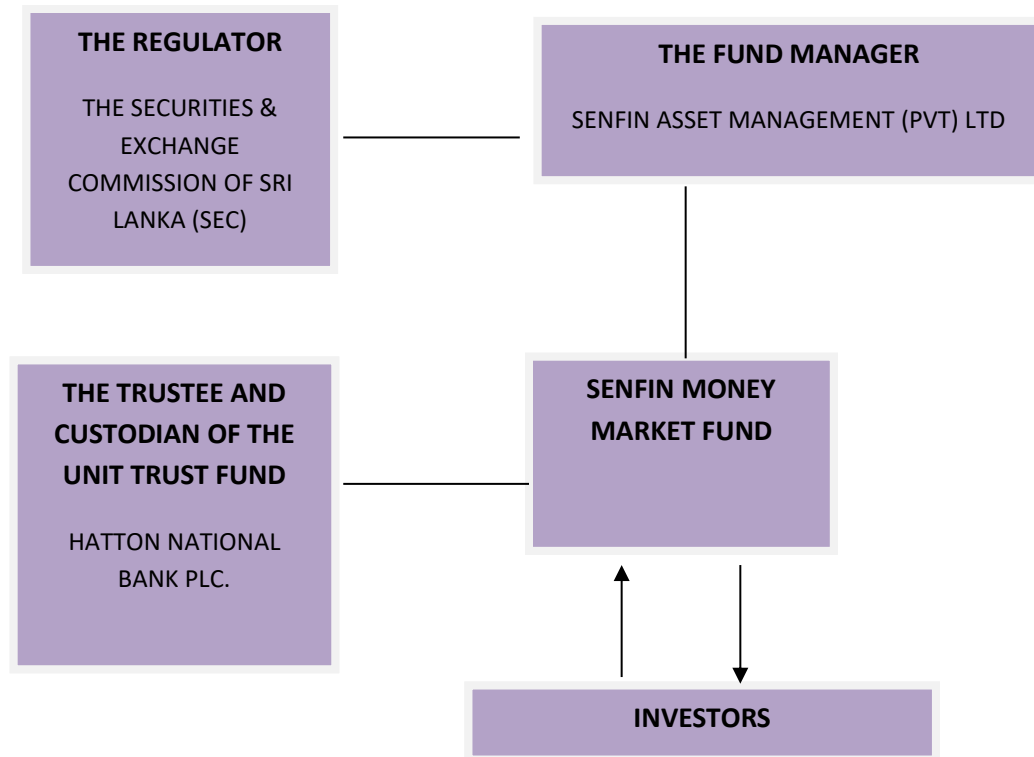 THE REGULATOR
THE SECURITIES &
EXCHANGE
COMMISSION OF SRI
LANKA (SEC)
THE FUND MANAGER
SENFIN ASSET MANAGEMENT (PVT) LTD
THE TRUSTEE AND
CUSTODIAN OF THE
UNIT TRUST FUND
HATTON NATIONAL
BANK PLC.
SENFIN MONEY
MARKET FUND
INVESTORS